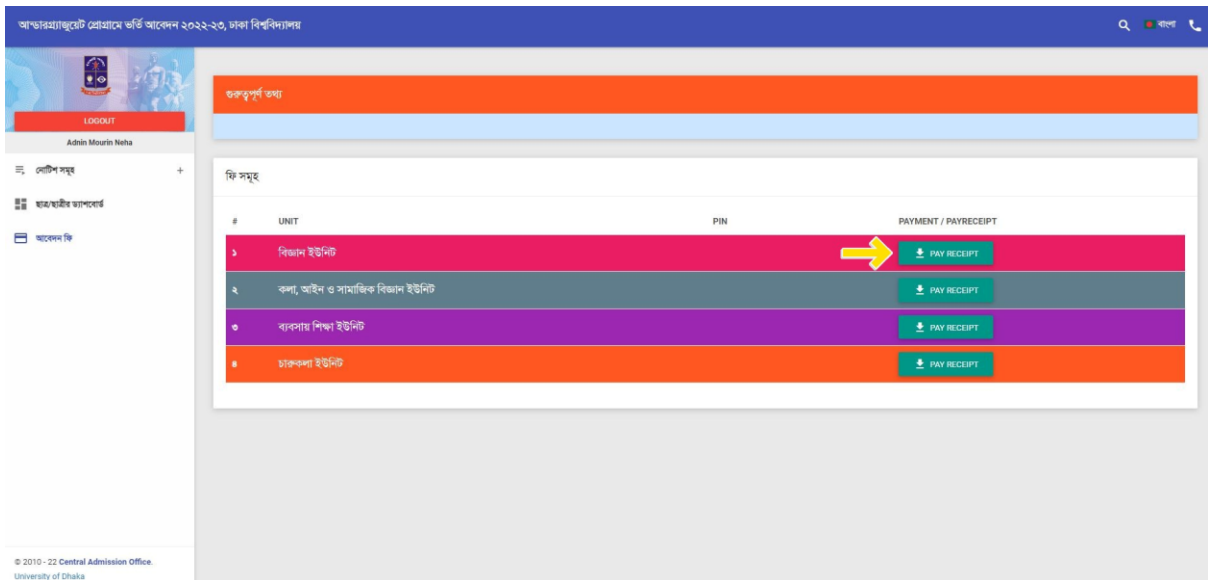 আন্ডারগ্র্যাজুয়েট প্রোগ্রামে ভর্তি আবেদন ২০২২-২৩, ঢাকা বিশ্ববিদ্যালয়
বাংলা
LOGOUT
Adnin Mourin Neha
নোটিশ সমূহ +
ছাত্র/ছাত্রীর ড্যাশবোর্ড
আবেদন ফি
গুরুত্বপূর্ণ তথ্য
ফি সমূহ
# UNIT PIN PAYMENT / PAYRECEIPT
১ বিজ্ঞান ইউনিট PAY RECEIPT
২ কলা, আইন ও সামাজিক বিজ্ঞান ইউনিট PAY RECEIPT
৩ ব্যবসায় শিক্ষা ইউনিট PAY RECEIPT
৪ চারুকলা ইউনিট PAY RECEIPT
© 2010 - 22 Central Admission Office.
University of Dhaka